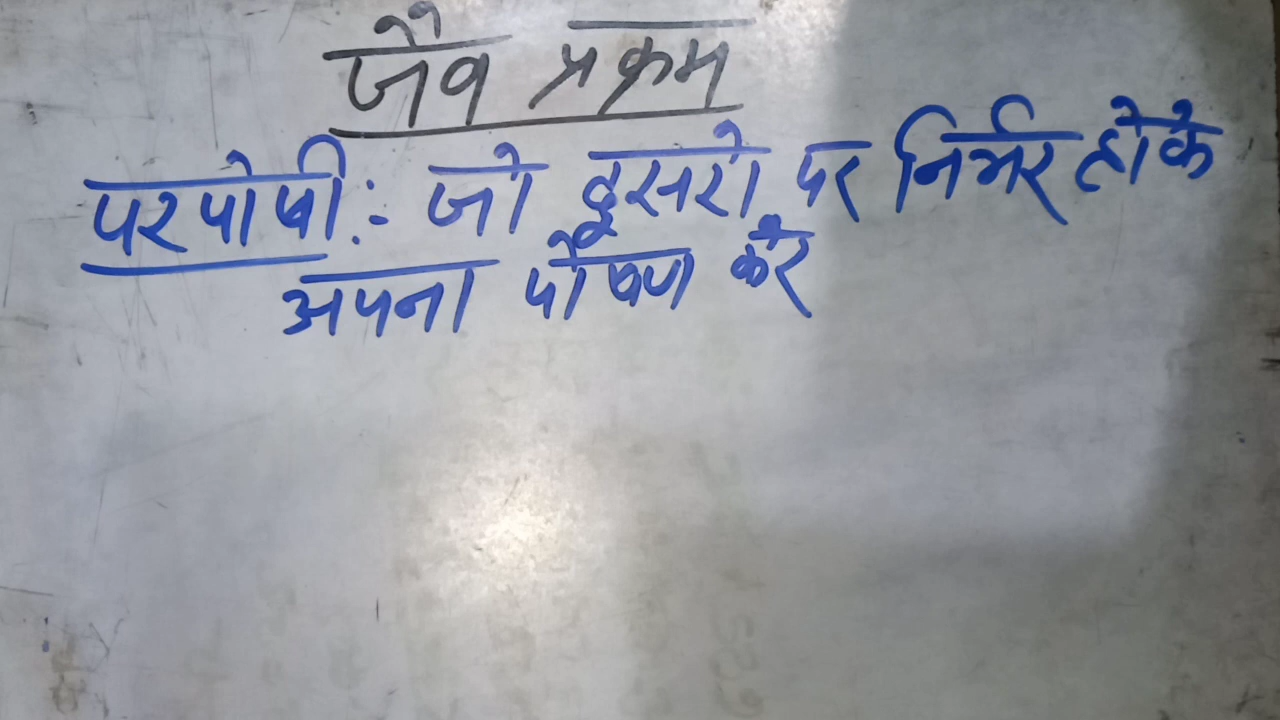 जैव प्रक्रम
परपोषी:- जो दुसरो पर निर्भर होके
अपना पोषण करे